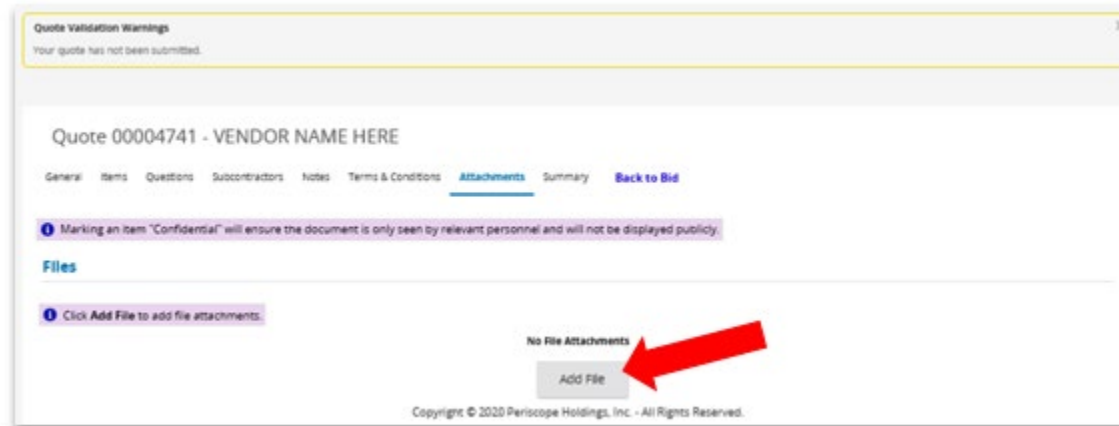 Quote Validation Warnings
Your quote has not been submitted.
Quote 00004741 - VENDOR NAME HERE
General Items Questions Subcontractors Notes Terms & Conditions Attachments Summary Back to Bid
Marking an item "Confidential" will ensure the document is only seen by relevant personnel and will not be displayed publicly.
Files
Click Add File to add file attachments.
No File Attachments
Add File
Copyright © 2020 Periscope Holdings, Inc. - All Rights Reserved.